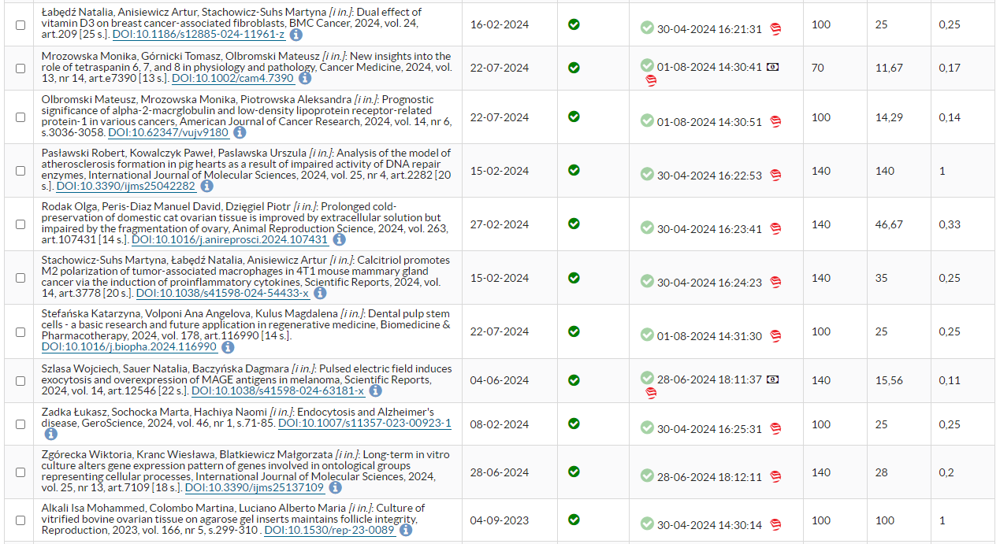 Łabędź Natalia, Anisiewicz Artur, Stachowicz-Suhs Martyna [i in.]: Dual effect of
vitamin D3 on breast cancer-associated fibroblasts, BMC Cancer, 2024, vol. 24,
art.209 [25 s.]. DOI:10.1186/s12885-024-11961-z
16-02-2024
30-04-2024 16:21:31
100
25
0,25
Mrozowska Monika, Górnicki Tomasz, Olbromski Mateusz [i in.]: New insights into the
role of tetraspanin 6, 7, and 8 in physiology and pathology, Cancer Medicine, 2024, vol.
13, nr 14, art.e7390 [13 s.]. DOI:10.1002/cam4.7390
22-07-2024
01-08-2024 14:30:41
70
11,67
0,17
Olbromski Mateusz, Mrozowska Monika, Piotrowska Aleksandra [i in.]: Prognostic
significance of alpha-2-macrglobulin and low-density lipoprotein receptor-related
protein-1 in various cancers, American Journal of Cancer Research, 2024, vol. 14, nr 6,
s.3036-3058. DOI:10.62347/vujv9180
22-07-2024
01-08-2024 14:30:51
100
14,29
0,14
Pasławski Robert, Kowalczyk Paweł, Paslawska Urszula [i in.]: Analysis of the model of
atherosclerosis formation in pig hearts as a result of impaired activity of DNA repair
enzymes, International Journal of Molecular Sciences, 2024, vol. 25, nr 4, art.2282 [20
s.]. DOI:10.3390/ijms25042282
15-02-2024
30-04-2024 16:22:53
140
140
1
Rodak Olga, Peris-Diaz Manuel David, Dzięgiel Piotr [i in.]: Prolonged cold-
preservation of domestic cat ovarian tissue is improved by extracellular solution but
impaired by the fragmentation of ovary, Animal Reproduction Science, 2024, vol. 263,
art.107431 [14 s.]. DOI:10.1016/j.anireprosci.2024.107431
27-02-2024
30-04-2024 16:23:41
140
46,67
0,33
Stachowicz-Suhs Martyna, Łabędź Natalia, Anisiewicz Artur [i in.]: Calcitriol promotes
M2 polarization of tumor-associated macrophages in 4T1 mouse mammary gland
cancer via the induction of proinflammatory cytokines, Scientific Reports, 2024, vol.
14, art.3778 [20 s.]. DOI:10.1038/s41598-024-54433-x
15-02-2024
30-04-2024 16:24:23
140
35
0,25
Stefańska Katarzyna, Volponi Ana Angelova, Kulus Magdalena [i in.]: Dental pulp stem
cells - a basic research and future application in regenerative medicine, Biomedicine &
Pharmacotherapy, 2024, vol. 178, art.116990 [14 s.].
DOI:10.1016/j.biopha.2024.116990
22-07-2024
01-08-2024 14:31:30
100
25
0,25
Szlasa Wojciech, Sauer Natalia, Baczyńska Dagmara [i in.]: Pulsed electric field induces
exocytosis and overexpression of MAGE antigens in melanoma, Scientific Reports,
2024, vol. 14, art.12546 [22 s.]. DOI:10.1038/s41598-024-63181-x
04-06-2024
28-06-2024 18:11:37
140
15,56
0,11
Zadka Łukasz, Sochocka Marta, Hachiya Naomi [i in.]: Endocytosis and Alzheimer's
disease, GeroScience, 2024, vol. 46, nr 1, s.71-85. DOI:10.1007/s11357-023-00923-1
08-02-2024
30-04-2024 16:25:31
100
25
0,25
Zgórecka Wiktoria, Kranc Wiesława, Blatkiewicz Małgorzata [i in.]: Long-term in vitro
culture alters gene expression pattern of genes involved in ontological groups
representing cellular processes, International Journal of Molecular Sciences, 2024,
vol. 25, nr 13, art.7109 [18 s.]. DOI:10.3390/ijms25137109
28-06-2024
28-06-2024 18:12:11
140
28
0,2
Alkali Isa Mohammed, Colombo Martina, Luciano Alberto Maria [i in.]: Culture of
vitrified bovine ovarian tissue on agarose gel inserts maintains follicle integrity,
Reproduction, 2023, vol. 166, nr 5, s.299-310 . DOI:10.1530/rep-23-0089
04-09-2023
30-04-2024 14:30:14
100
100
1